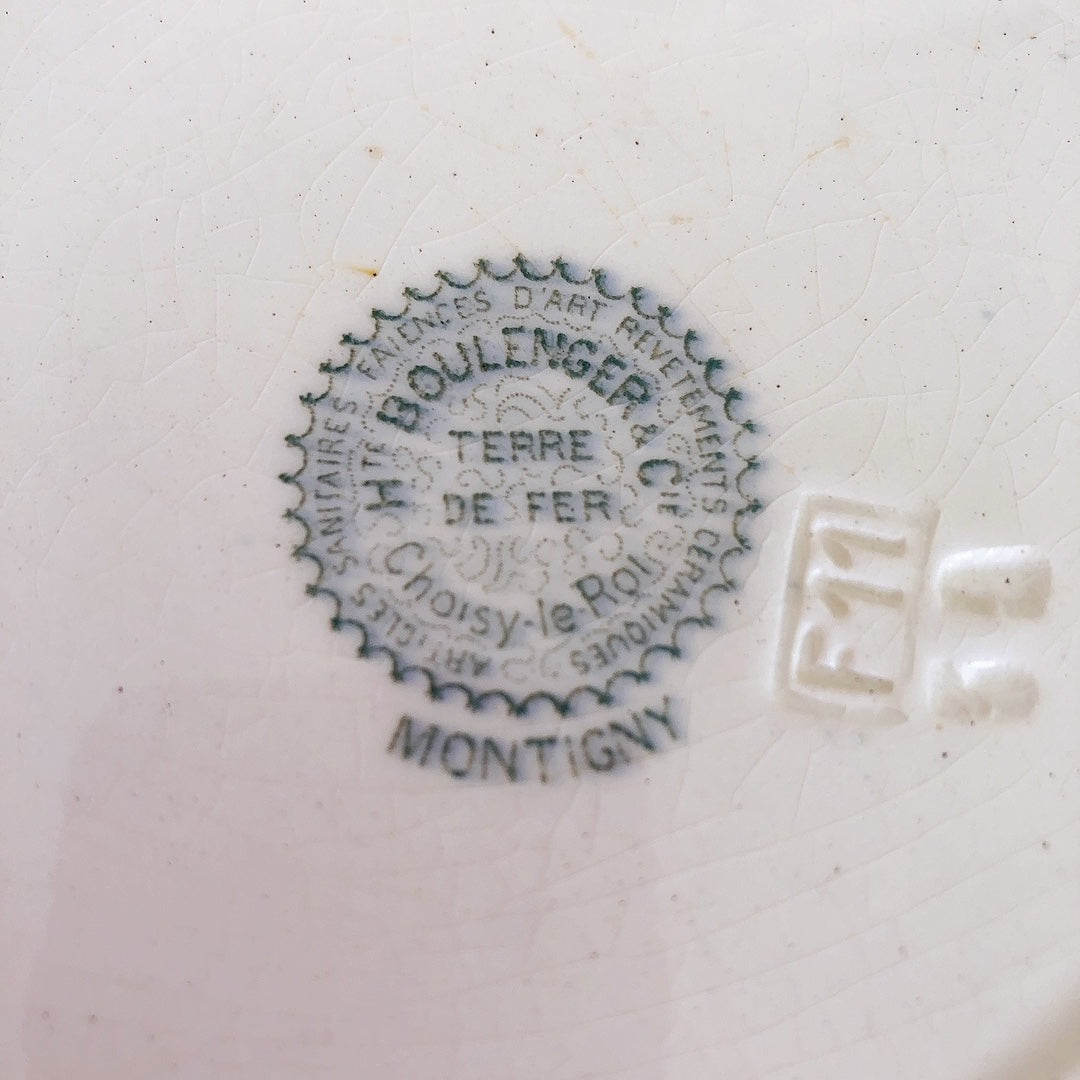 FAIENCES D'ART REVETEMENTS CERAMIQUES
ARTICLES SANITAIRES
HTE BOULENGER & CIE
TERRE
DE FER
Choisy-le-Roi
MONTIGNY
F11